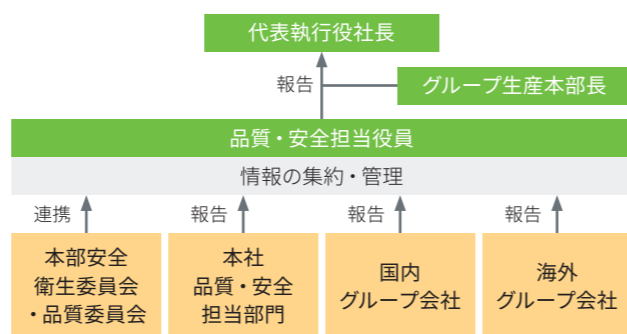 代表執行役社長
報告
グループ生産本部長
品質・安全担当役員
情報の集約・管理
連携
報告
報告
報告
本部安全
衛生委員会
・品質委員会
本社
品質・安全
担当部門
国内
グループ会社
海外
グループ会社